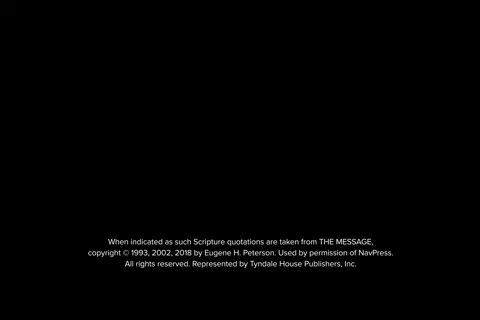 When indicated as such Scripture quotations are taken from THE MESSAGE,
copyright © 1993, 2002, 2018 by Eugene H. Peterson. Used by permission of NavPress.
All rights reserved. Represented by Tyndale House Publishers, Inc.